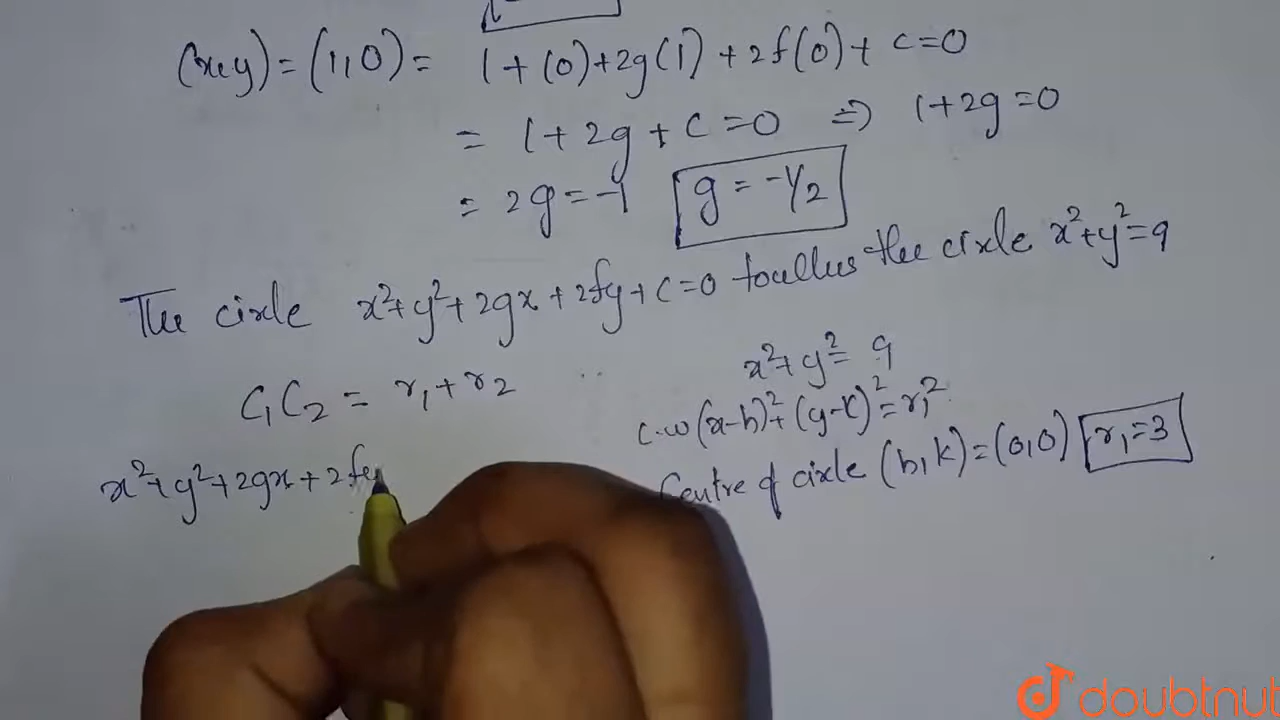 (x,y) = (1,0) = 1+(0)+2g(1)+2f(0)+c=0
= 1+2g+c=0 ⇒ 1+2g=0
= 2g=-1 g=-1/2
The circle x²+y²+2gx+2fy+c=0 touches the circle x²+y²=9
C₁C₂ = r₁+r₂
x²+y²= 9
c.w (x-h)²+(y-k)²=r₁²
Centre of circle (h,k)=(0,0) r₁=3
x²+y²+2gx+2fy
doubtnut